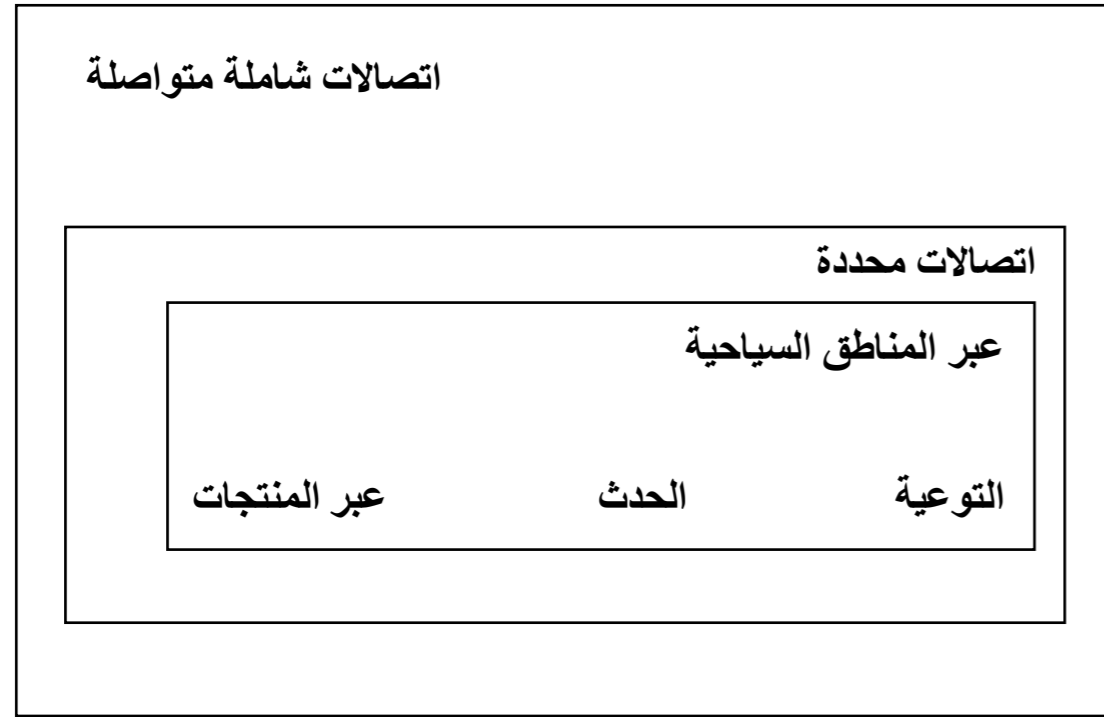 اتصالات شاملة متواصلة
اتصالات محددة
عبر المناطق السياحية
التوعية الحدث عبر المنتجات